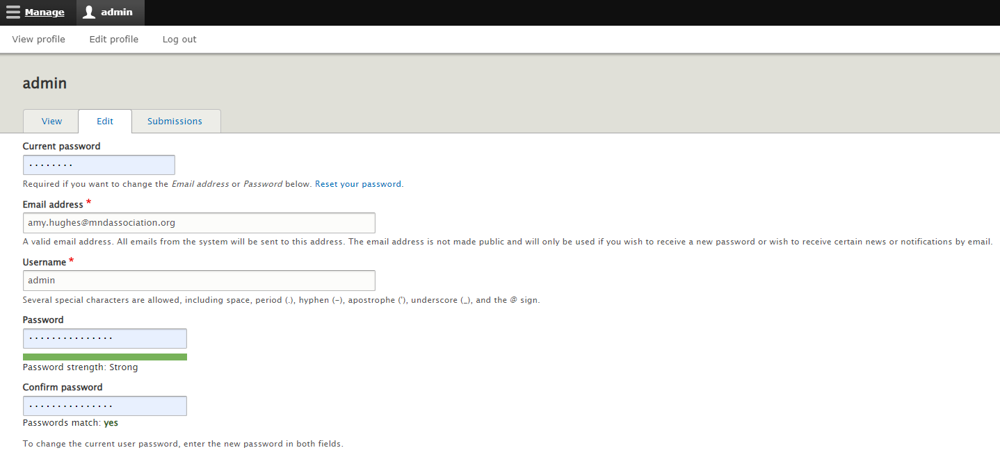 Manage admin
View profile Edit profile Log out
admin
View Edit Submissions
Current password
········
Required if you want to change the Email address or Password below. Reset your password.
Email address *
amy.hughes@mndassociation.org
A valid email address. All emails from the system will be sent to this address. The email address is not made public and will only be used if you wish to receive a new password or wish to receive certain news or notifications by email.
Username *
admin
Several special characters are allowed, including space, period (.), hyphen (-), apostrophe ('), underscore (_), and the @ sign.
Password
···············
Password strength: Strong
Confirm password
···············
Passwords match: yes
To change the current user password, enter the new password in both fields.